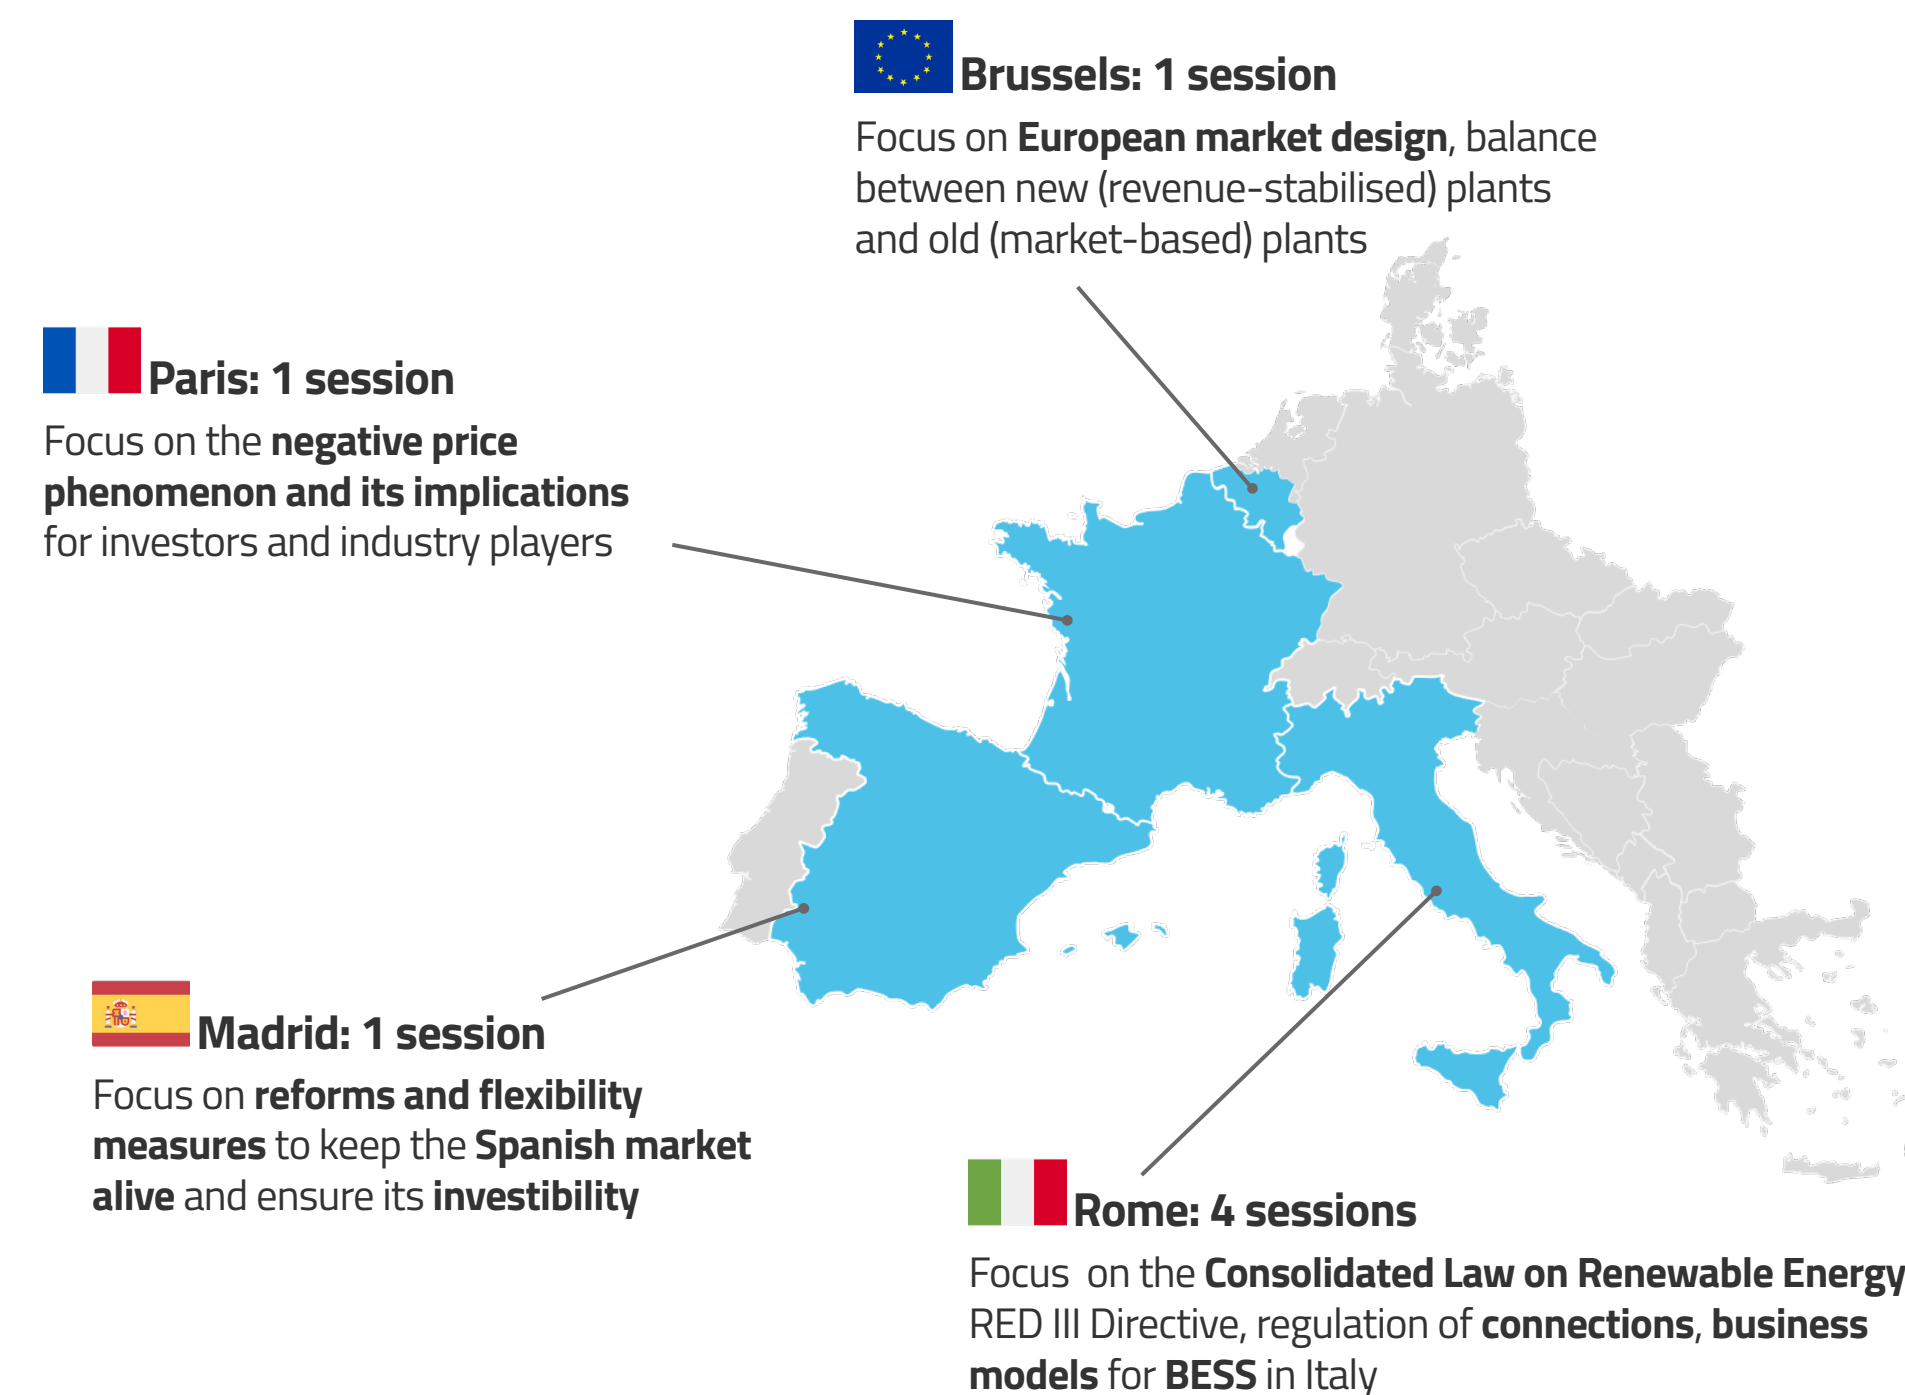 Brussels: 1 session
Focus on European market design, balance
between new (revenue-stabilised) plants
and old (market-based) plants
Paris: 1 session
Focus on the negative price
phenomenon and its implications
for investors and industry players
Madrid: 1 session
Focus on reforms and flexibility
measures to keep the Spanish market
alive and ensure its investibility
Rome: 4 sessions
Focus on the Consolidated Law on Renewable Energy
RED III Directive, regulation of connections, business
models for BESS in Italy